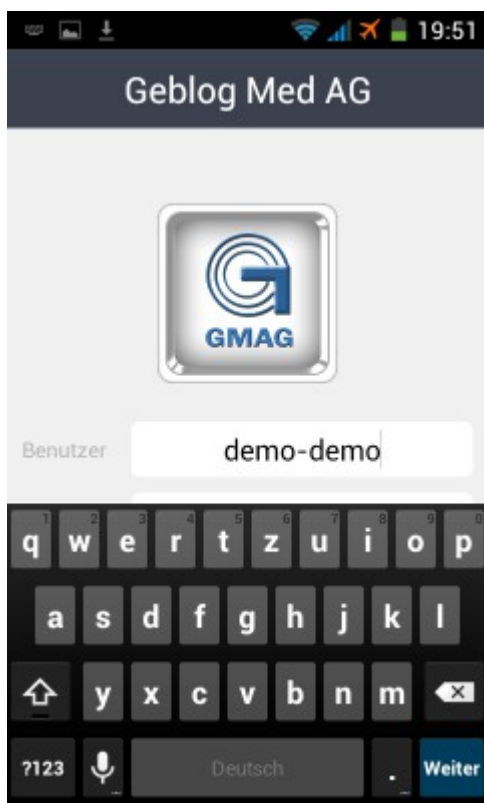 19:51
Geblog Med AG
GMAG
Benutzer demo-demo
1 2 3 4 5 6 7 8 9 0
q w e r t z u i o p
a s d f g h j k l
y x c v b n m
?123 Deutsch . Weiter